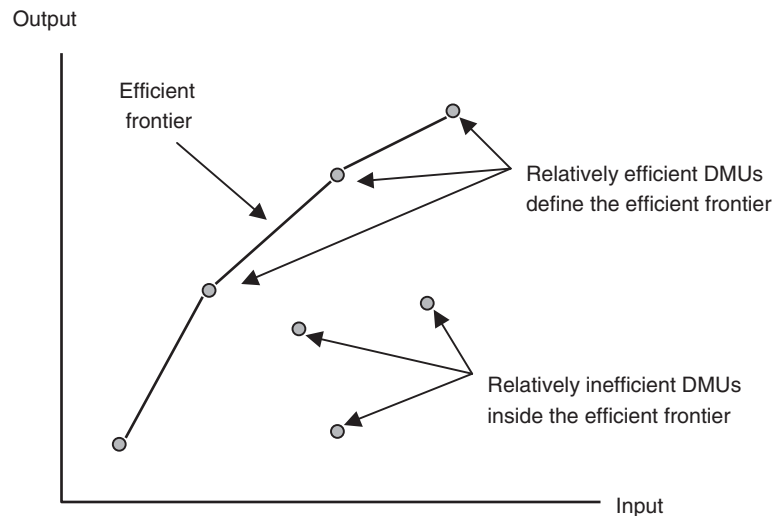 Output
Efficient
frontier
Relatively efficient DMUs
define the efficient frontier
Relatively inefficient DMUs
inside the efficient frontier
Input